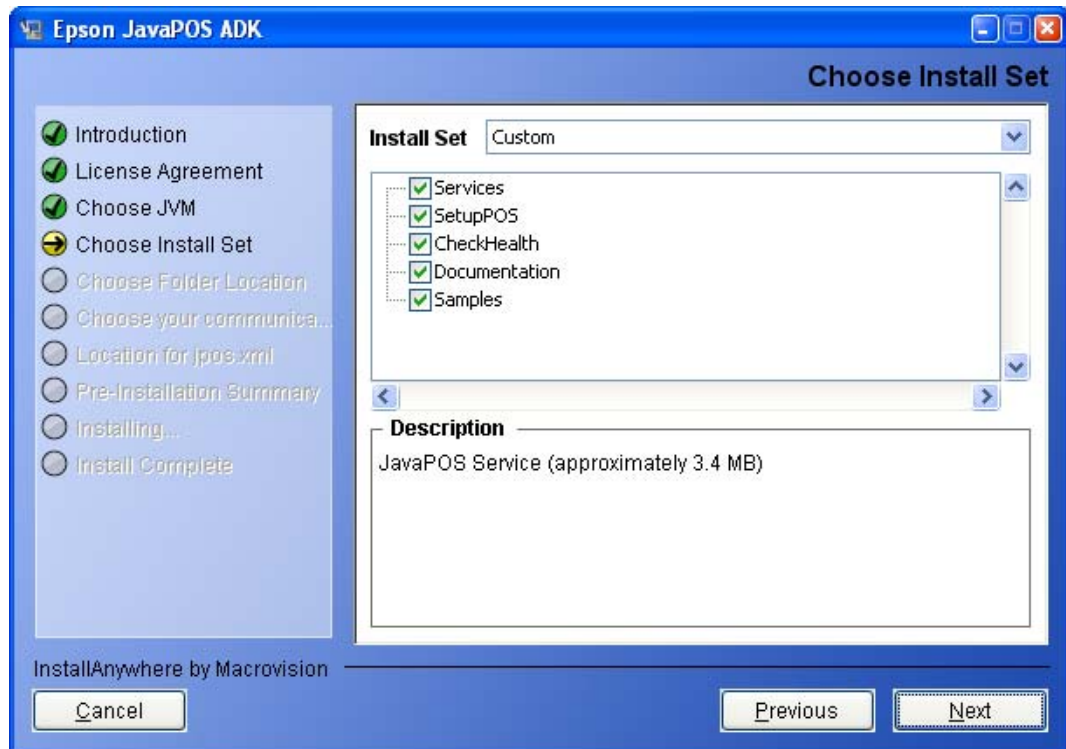 Epson JavaPOS ADK
Choose Install Set
Introduction
License Agreement
Choose JVM
Choose Install Set
Choose Folder Location
Choose your communica...
Location for jpos.xml
Pre-Installation Summary
Installing...
Install Complete
Install Set Custom
Services
SetupPOS
CheckHealth
Documentation
Samples
Description
JavaPOS Service (approximately 3.4 MB)
InstallAnywhere by Macrovision
Cancel Previous Next